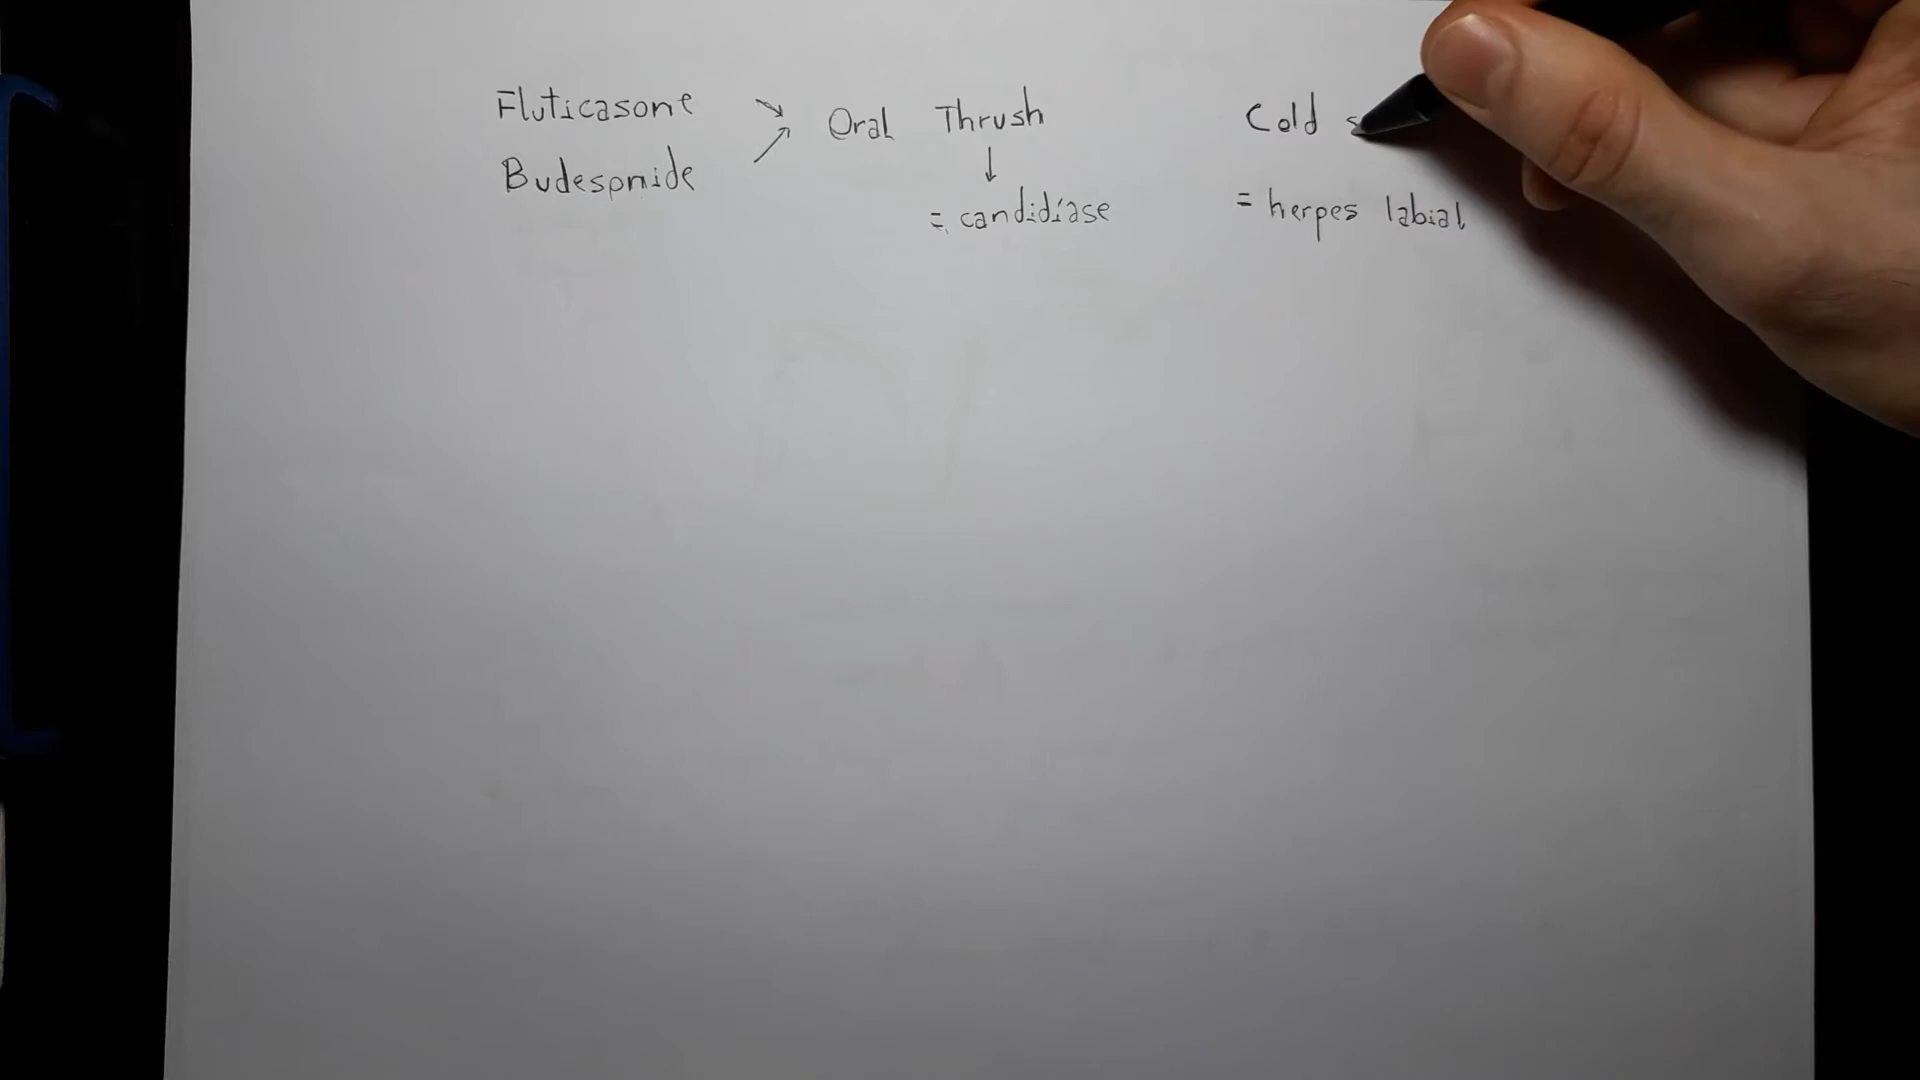 Fluticasone
Budesonide
Oral Thrush
↓
= candidíase
Cold s
= herpes labial